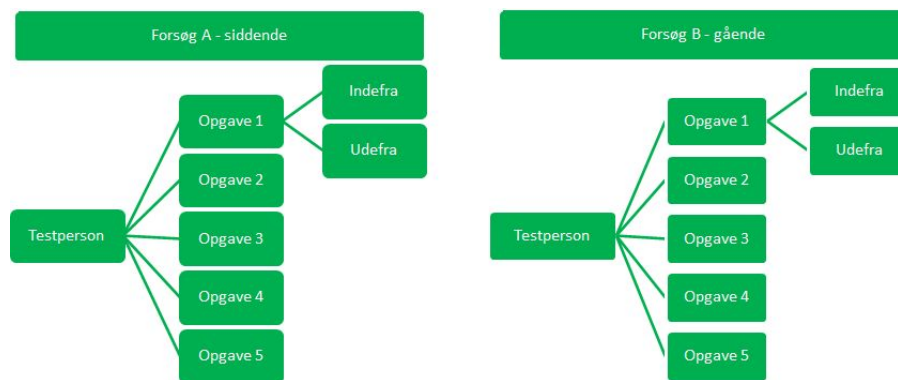 Forsøg A - siddende
Indefra
Opgave 1
Udefra
Opgave 2
Testperson
Opgave 3
Opgave 4
Opgave 5
Forsøg B - gående
Indefra
Opgave 1
Udefra
Opgave 2
Testperson
Opgave 3
Opgave 4
Opgave 5